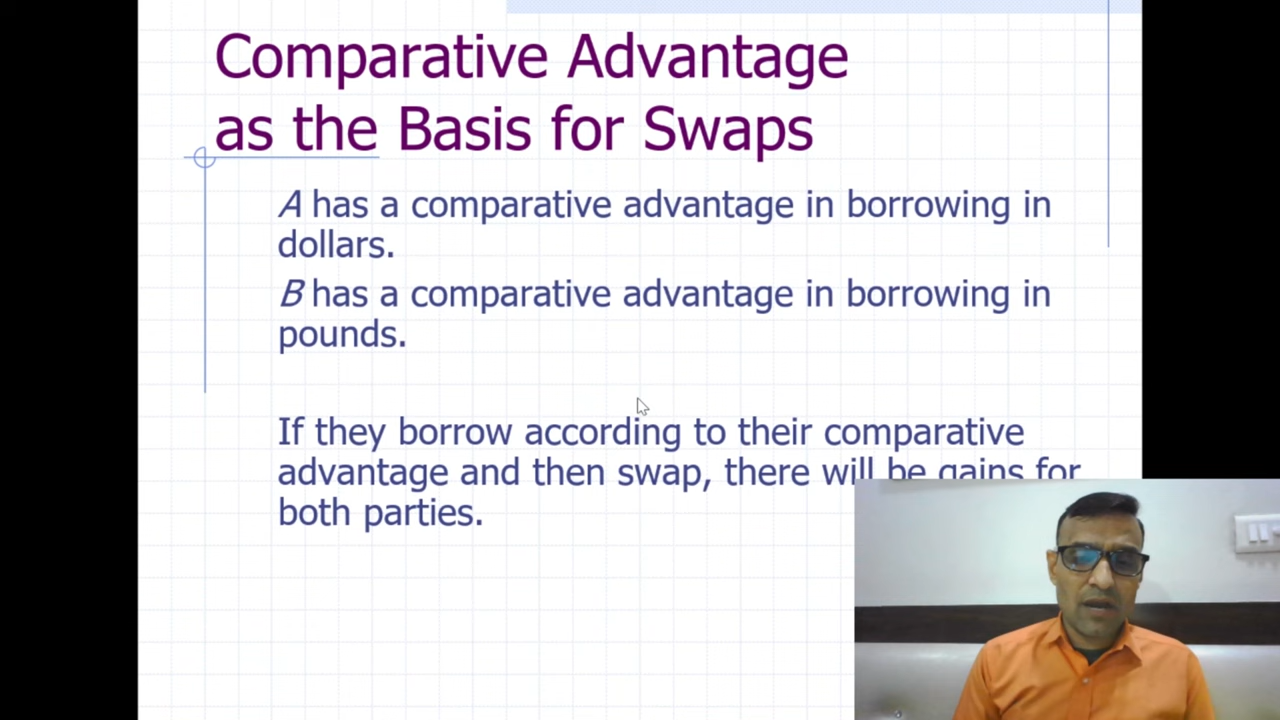 Comparative Advantage
as the Basis for Swaps
A has a comparative advantage in borrowing in
dollars.
B has a comparative advantage in borrowing in
pounds.
If they borrow according to their comparative
advantage and then swap, there will be gains for
both parties.